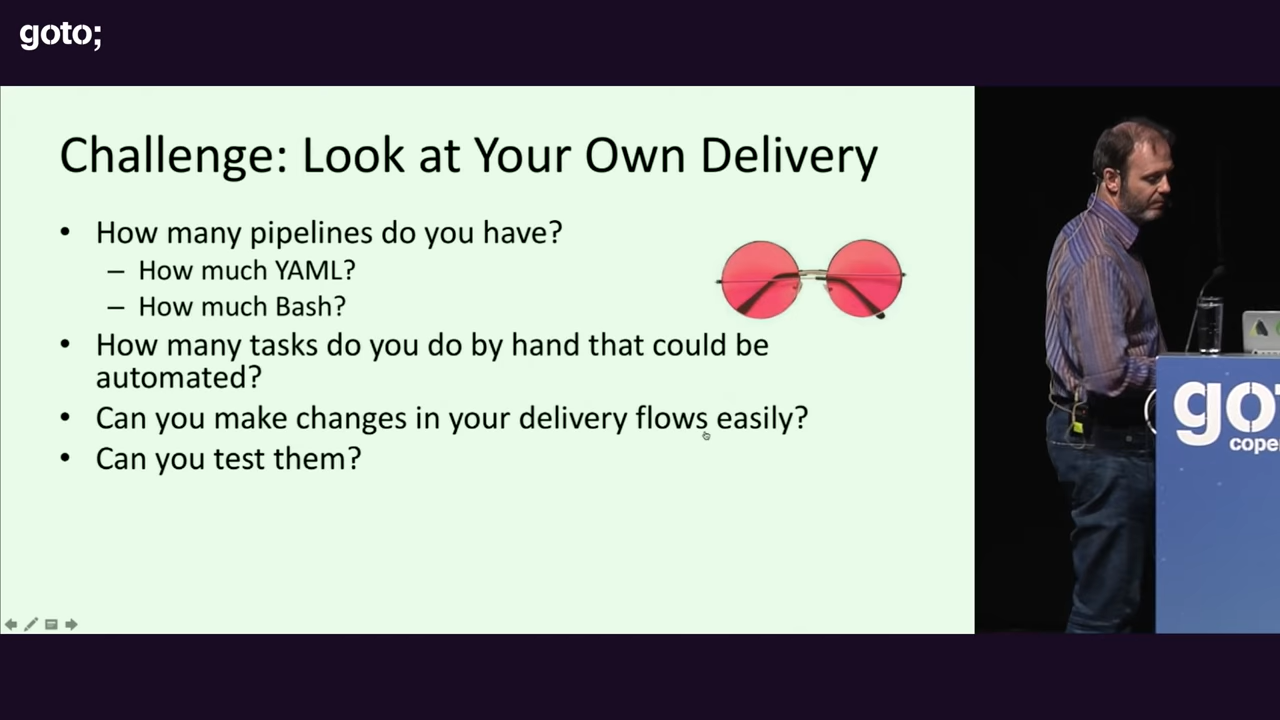 goto;
Challenge: Look at Your Own Delivery
• How many pipelines do you have?
– How much YAML?
– How much Bash?
• How many tasks do you do by hand that could be
automated?
• Can you make changes in your delivery flows easily?
• Can you test them?
got
cope